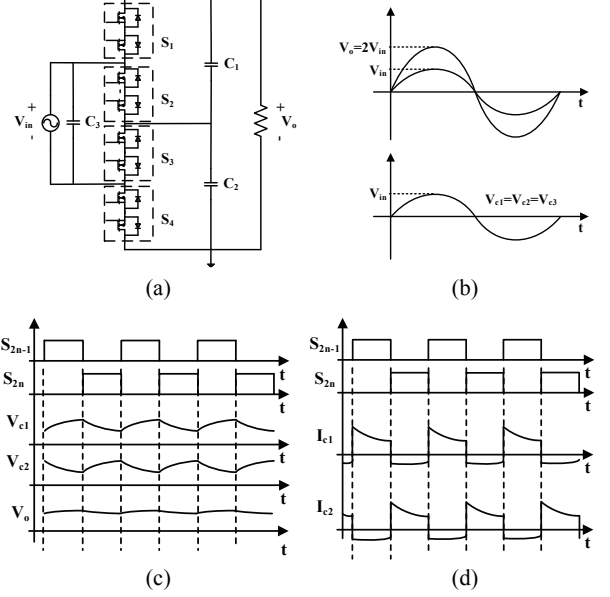 S1
C1
S2
+
Vin
-
C3
+
Vo
-
S3
C2
S4
(a)
Vo=2Vin
Vin
t
Vin
Vc1=Vc2=Vc3
t
(b)
S2n-1
t
S2n
t
Vc1
t
Vc2
t
Vo
t
(c)
S2n-1
t
S2n
t
Ic1
t
Ic2
t
(d)